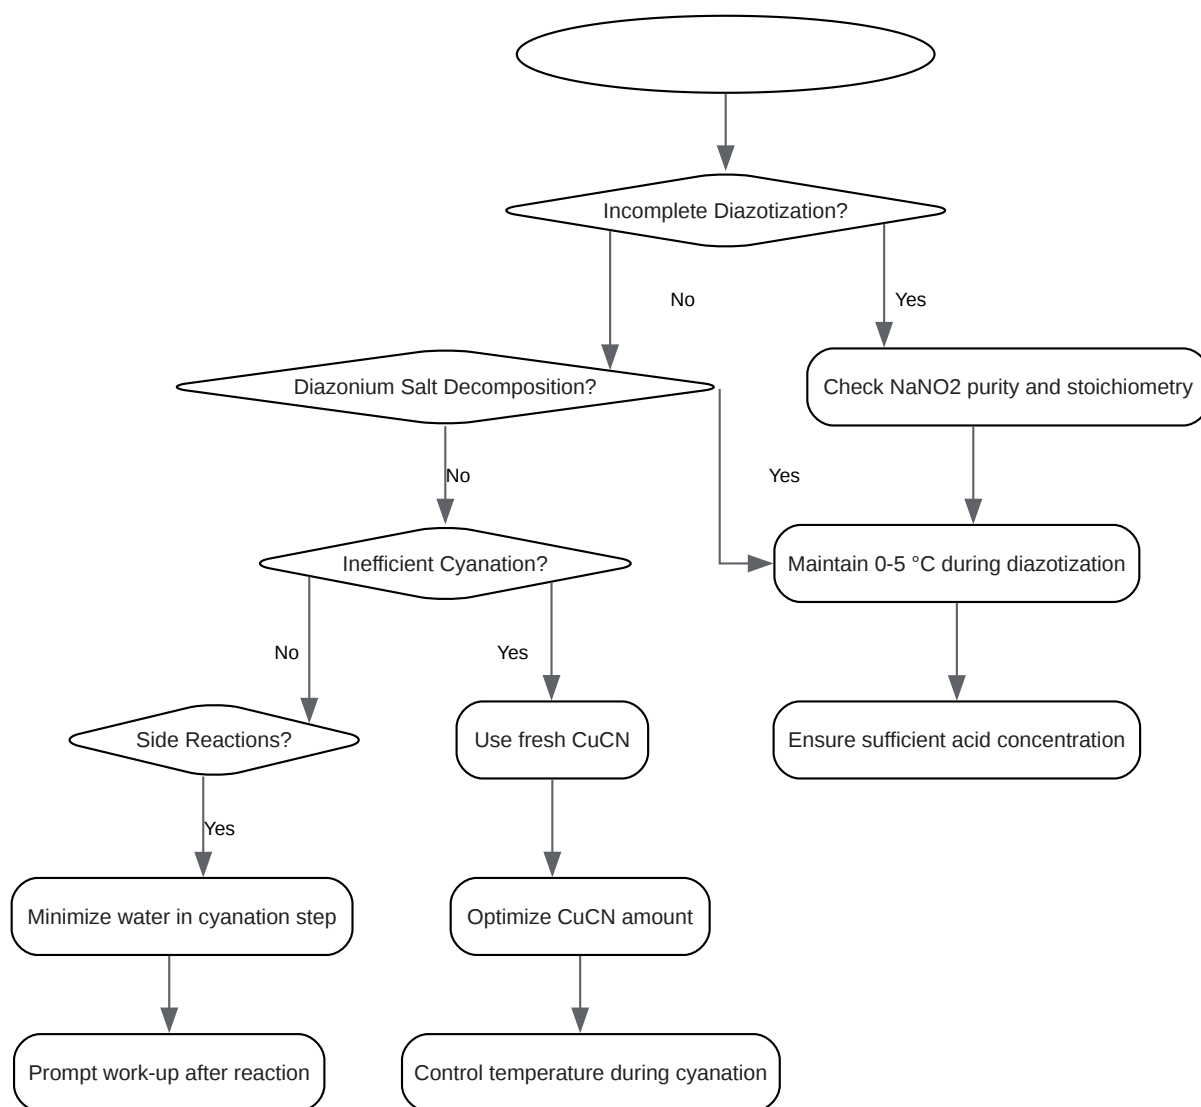 Incomplete Diazotization?
No
Yes
Diazonium Salt Decomposition?
Check NaNO2 purity and stoichiometry
No
Yes
Inefficient Cyanation?
Maintain 0-5 °C during diazotization
No
Yes
Side Reactions?
Use fresh CuCN
Ensure sufficient acid concentration
Yes
Minimize water in cyanation step
Optimize CuCN amount
Prompt work-up after reaction
Control temperature during cyanation